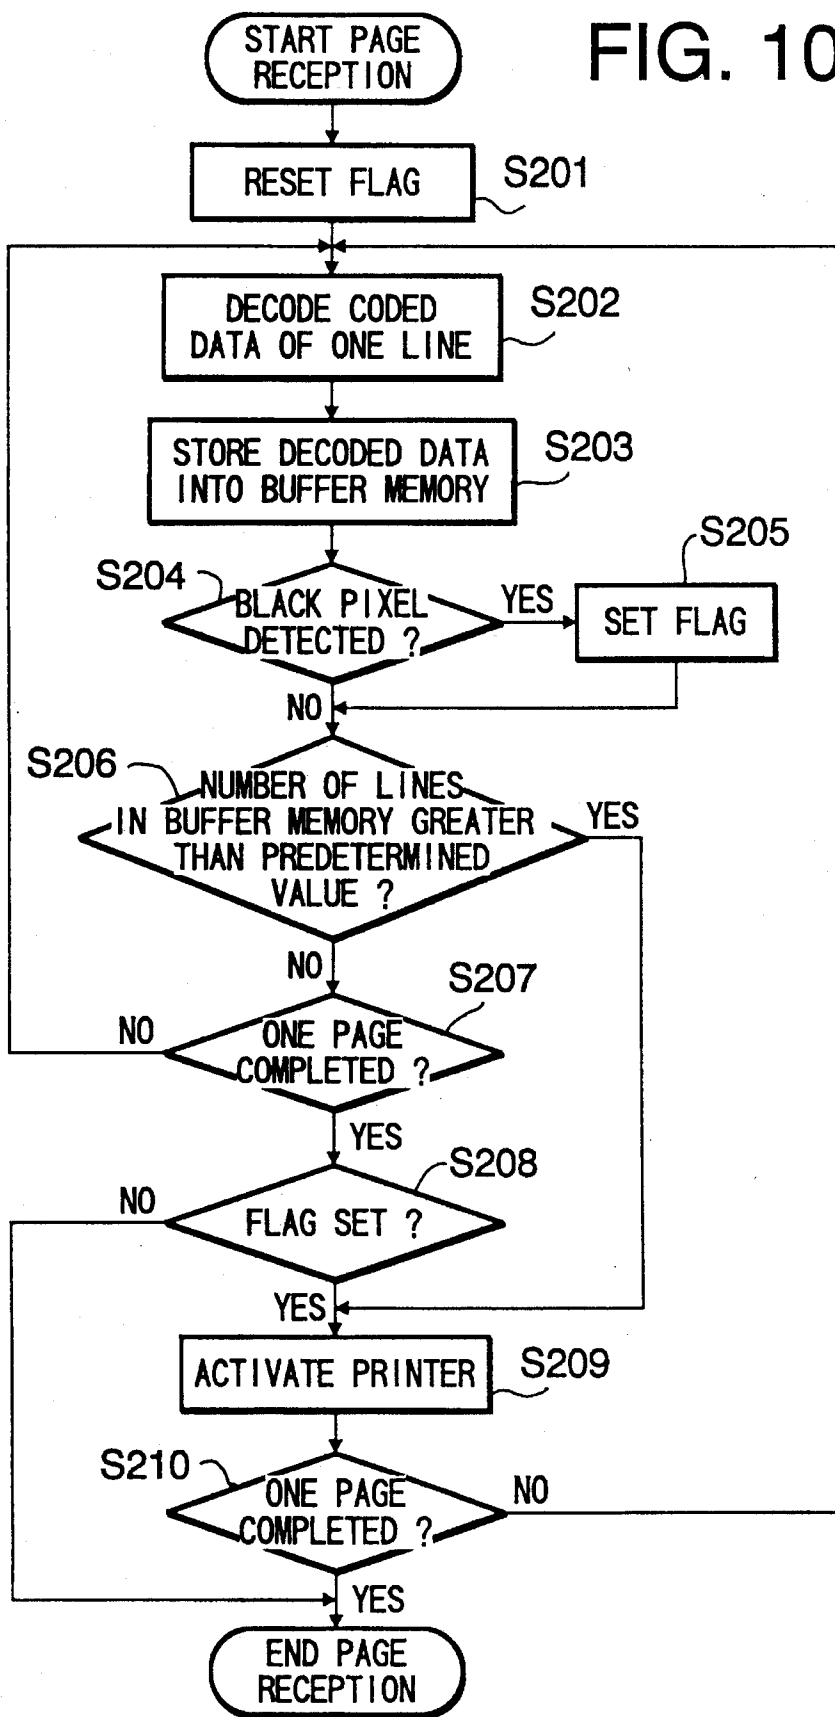 START PAGE
RECEPTION
FIG. 10
RESET FLAG
S201
DECODE CODED
DATA OF ONE LINE
S202
STORE DECODED DATA
INTO BUFFER MEMORY
S203
S204
BLACK PIXEL
DETECTED ?
YES
S205
SET FLAG
NO
S206
NUMBER OF LINES
IN BUFFER MEMORY GREATER
THAN PREDETERMINED
VALUE ?
YES
NO
S207
NO
ONE PAGE
COMPLETED ?
YES
S208
NO
FLAG SET ?
YES
ACTIVATE PRINTER
S209
S210
ONE PAGE
COMPLETED ?
NO
YES
END PAGE
RECEPTION